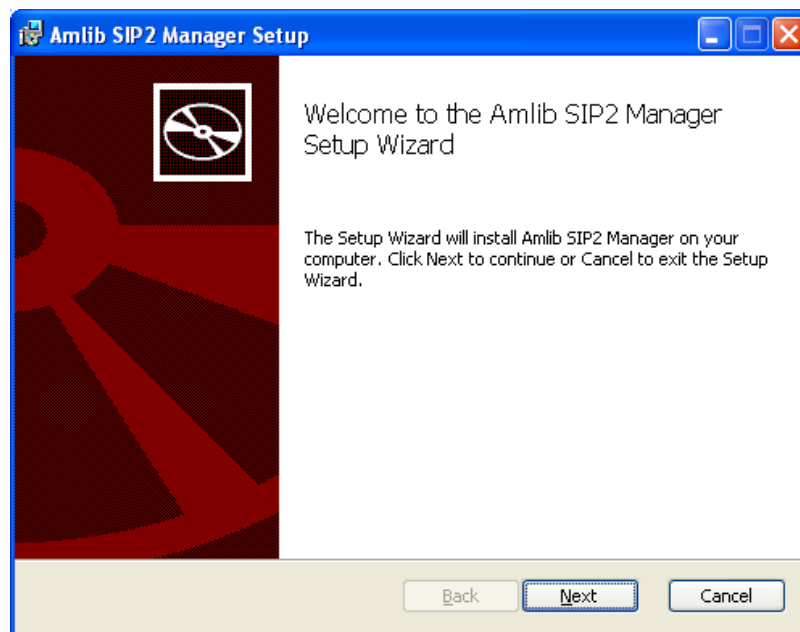 Amlib SIP2 Manager Setup
Welcome to the Amlib SIP2 Manager
Setup Wizard
The Setup Wizard will install Amlib SIP2 Manager on your
computer. Click Next to continue or Cancel to exit the Setup
Wizard.
Back Next Cancel